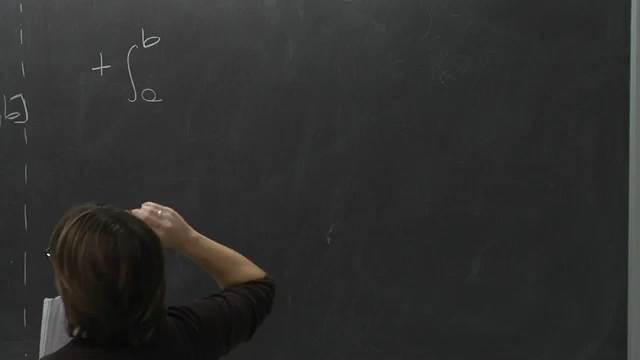 + ∫_a^b
, b]